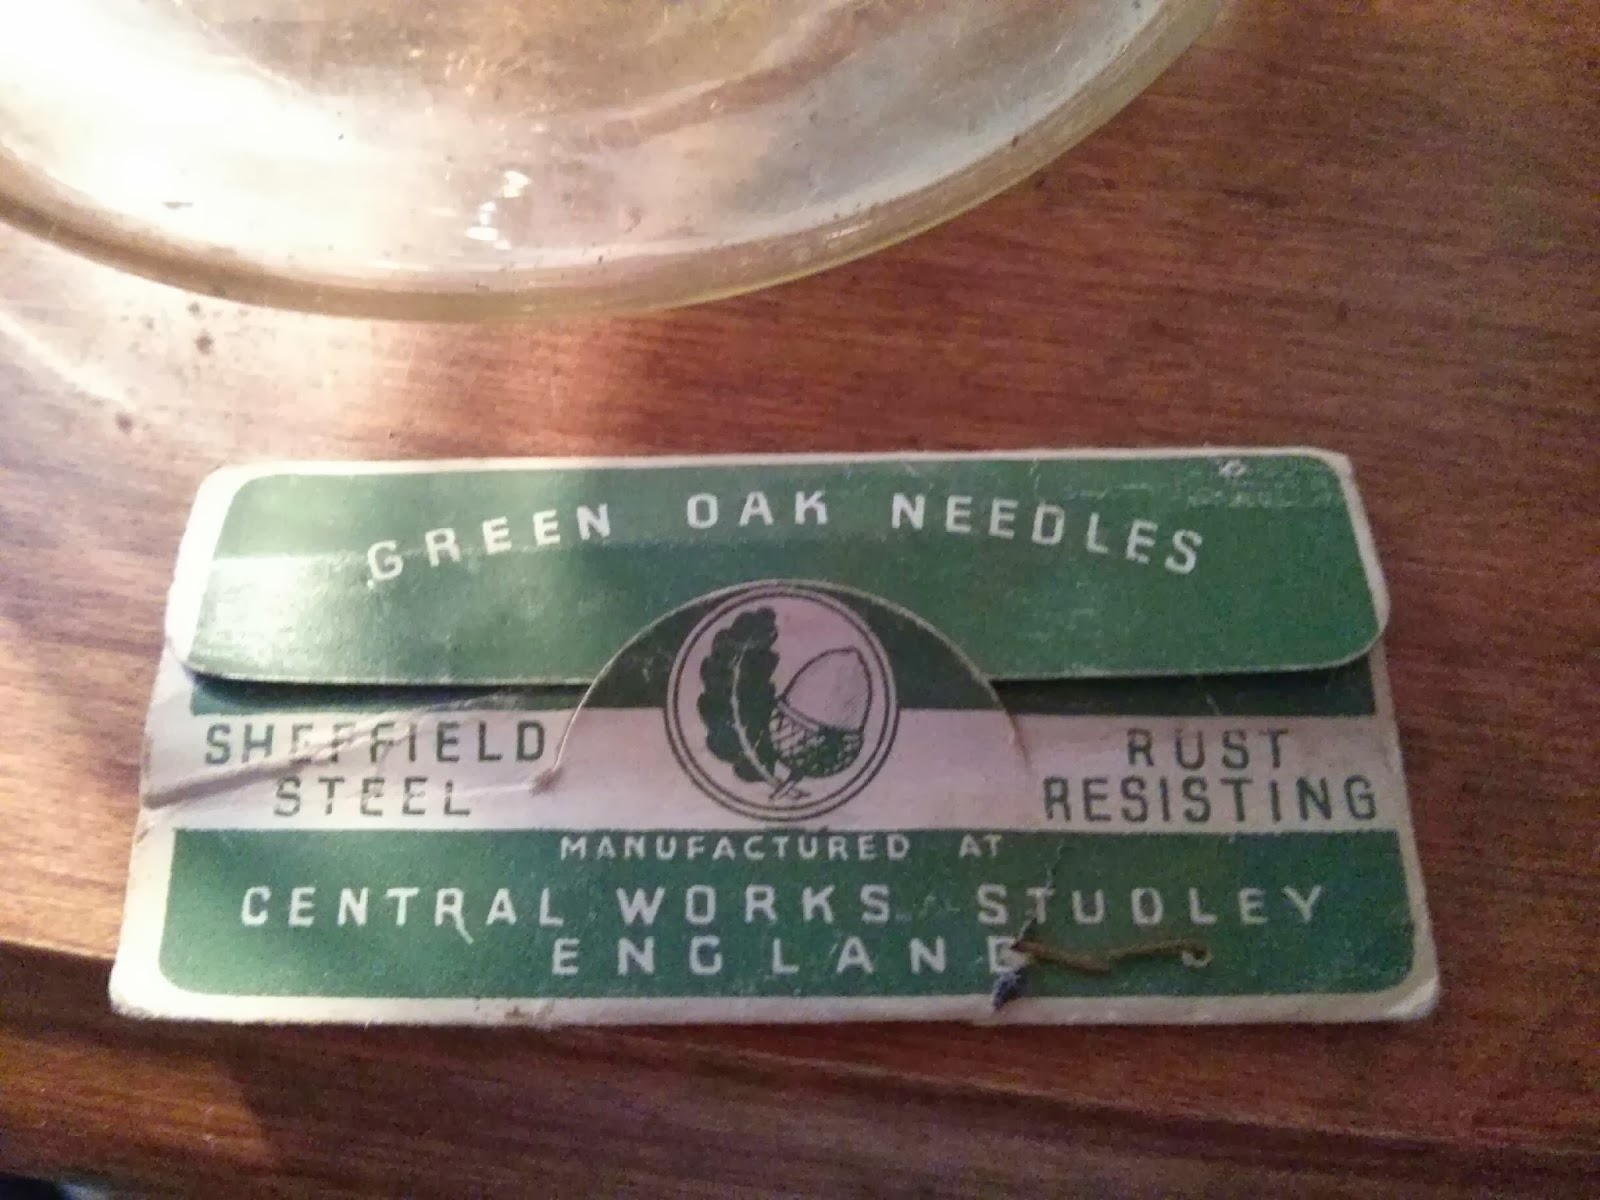 GREEN OAK NEEDLES
SHEFFIELD
STEEL
RUST
RESISTING
MANUFACTURED AT
CENTRAL WORKS STUDLEY
ENGLAND